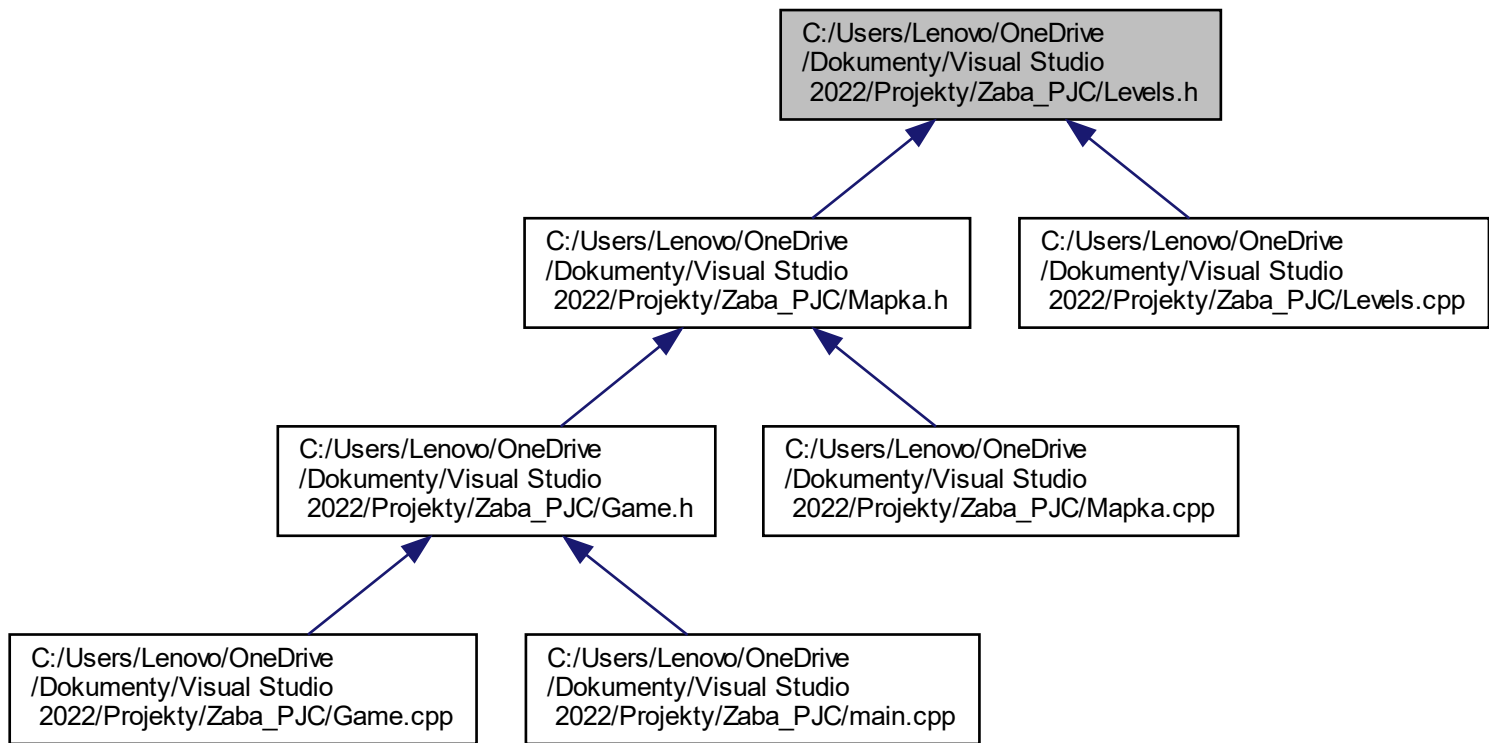 C:/Users/Lenovo/OneDrive
/Dokumenty/Visual Studio
2022/Projekty/Zaba_PJC/Levels.h
C:/Users/Lenovo/OneDrive
/Dokumenty/Visual Studio
2022/Projekty/Zaba_PJC/Mapka.h
C:/Users/Lenovo/OneDrive
/Dokumenty/Visual Studio
2022/Projekty/Zaba_PJC/Levels.cpp
C:/Users/Lenovo/OneDrive
/Dokumenty/Visual Studio
2022/Projekty/Zaba_PJC/Game.h
C:/Users/Lenovo/OneDrive
/Dokumenty/Visual Studio
2022/Projekty/Zaba_PJC/Mapka.cpp
C:/Users/Lenovo/OneDrive
/Dokumenty/Visual Studio
2022/Projekty/Zaba_PJC/Game.cpp
C:/Users/Lenovo/OneDrive
/Dokumenty/Visual Studio
2022/Projekty/Zaba_PJC/main.cpp